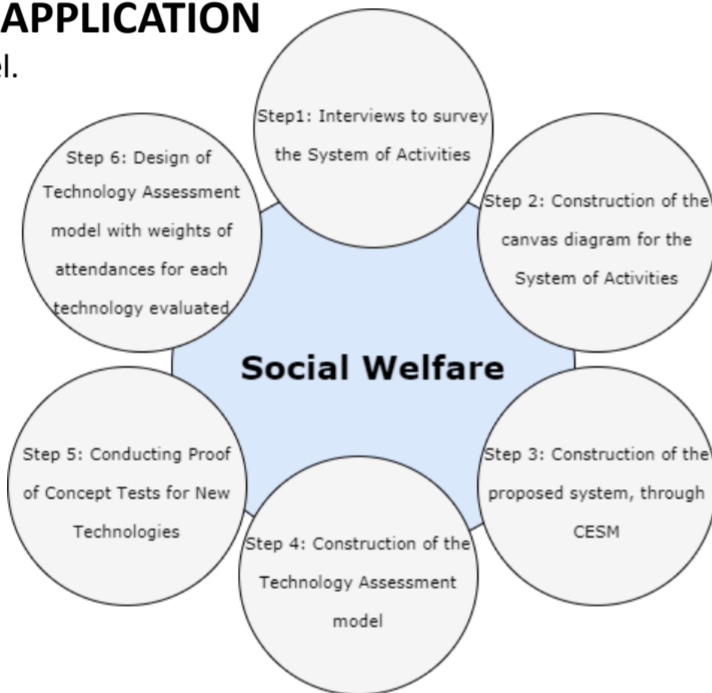 APPLICATION
el.
Step1: Interviews to survey
the System of Activities
Step 2: Construction of the
canvas diagram for the
System of Activities
Step 3: Construction of the
proposed system, through
CESM
Step 4: Construction of the
Technology Assessment
model
Step 5: Conducting Proof
of Concept Tests for New
Technologies
Step 6: Design of
Technology Assessment
model with weights of
attendances for each
technology evaluated
Social Welfare